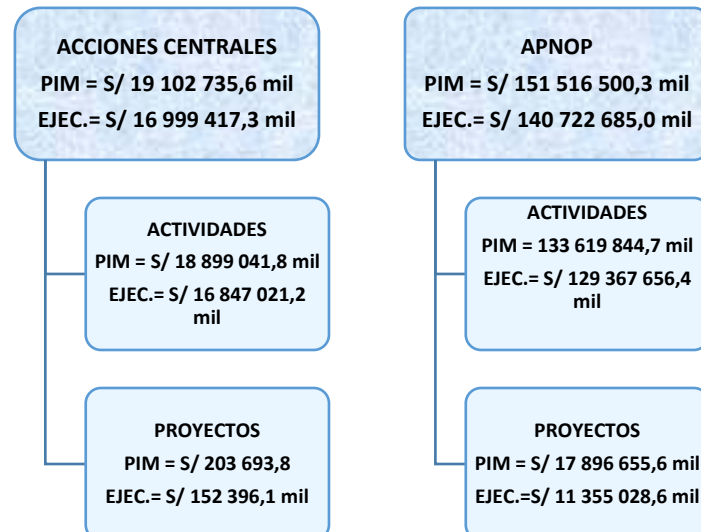 ACCIONES CENTRALES
PIM = S/ 19 102 735,6 mil
EJEC.= S/ 16 999 417,3 mil
ACTIVIDADES
PIM = S/ 18 899 041,8 mil
EJEC.= S/ 16 847 021,2
mil
PROYECTOS
PIM = S/ 203 693,8
EJEC.= S/ 152 396,1 mil
APNOP
PIM = S/ 151 516 500,3 mil
EJEC.= S/ 140 722 685,0 mil
ACTIVIDADES
PIM = 133 619 844,7 mil
EJEC.= S/ 129 367 656,4
mil
PROYECTOS
PIM = S/ 17 896 655,6 mil
EJEC.=S/ 11 355 028,6 mil